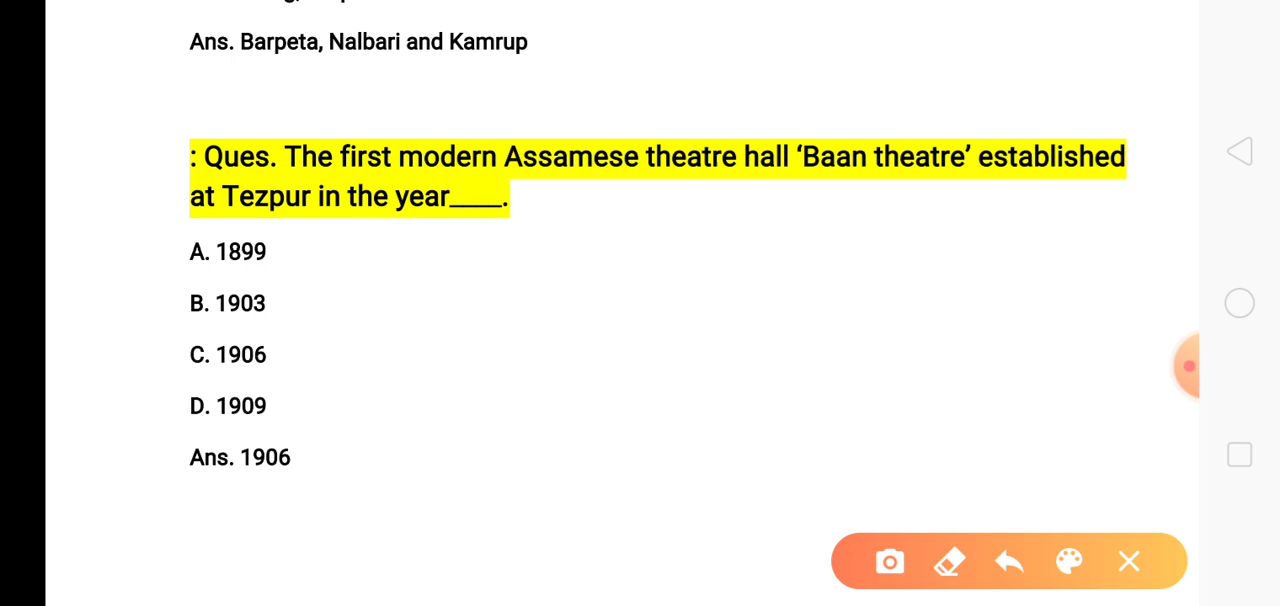 Ans. Barpeta, Nalbari and Kamrup
: Ques. The first modern Assamese theatre hall ‘Baan theatre’ established
at Tezpur in the year____.
A. 1899
B. 1903
C. 1906
D. 1909
Ans. 1906